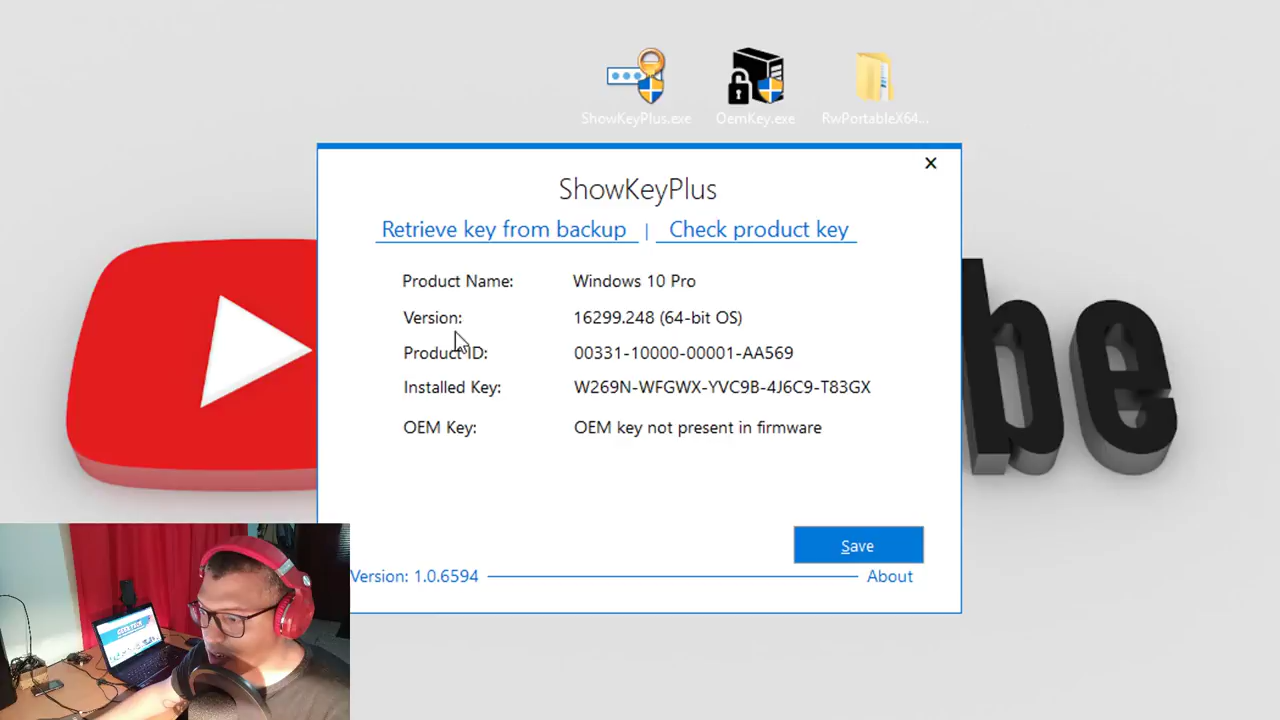 ShowKeyPlus.exe
OemKey.exe
RwPortableX64...
ShowKeyPlus
Retrieve key from backup | Check product key
Product Name: Windows 10 Pro
Version: 16299.248 (64-bit OS)
Product ID: 00331-10000-00001-AA569
Installed Key: W269N-WFGWX-YVC9B-4J6C9-T83GX
OEM Key: OEM key not present in firmware
Save
Version: 1.0.6594
About
be